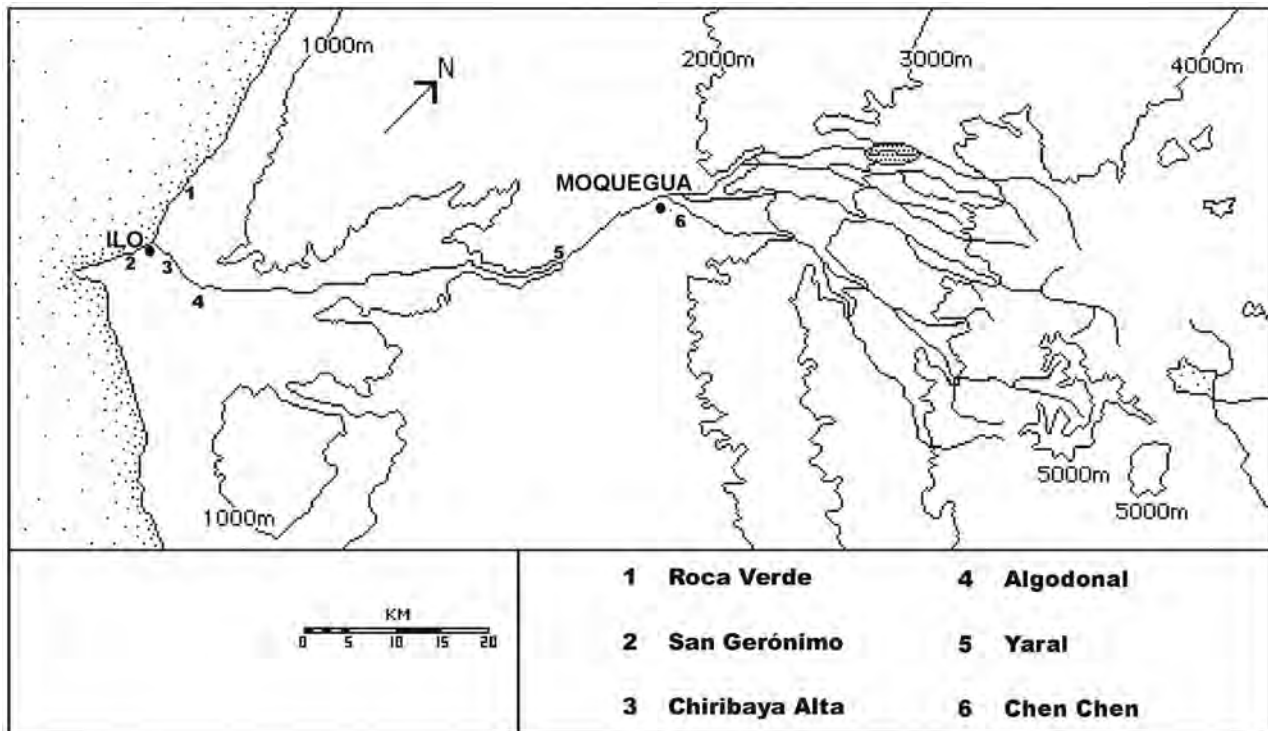 1000m
N
2000m
3000m
4000m
MOQUEGUA
1
6
ILO
2
3
5
4
1000m
5000m
5000m
KM
0 5 10 15 20
1 Roca Verde
4 Algodonal
2 San Gerónimo
5 Yaral
3 Chiribaya Alta
6 Chen Chen